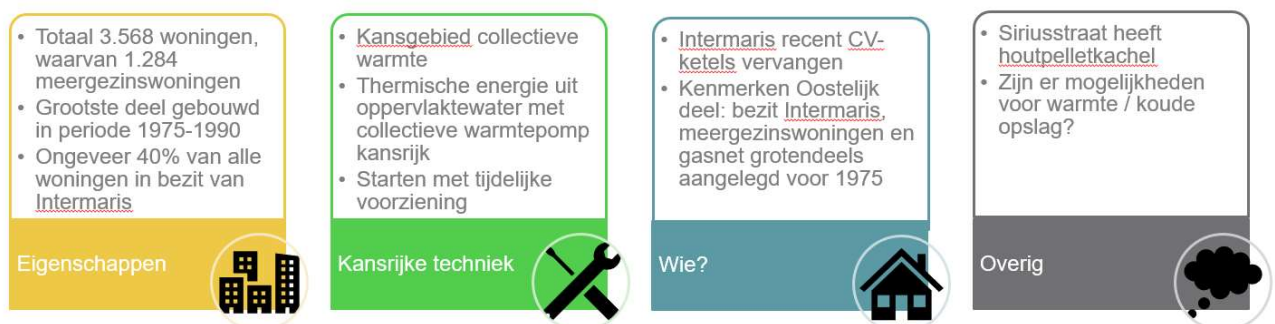 • Totaal 3.568 woningen,
waarvan 1.284
meergezinswoningen
• Grootste deel gebouwd
in periode 1975-1990
• Ongeveer 40% van alle
woningen in bezit van
Intermaris
Eigenschappen
• Kansgebied collectieve
warmte
• Thermische energie uit
oppervlaktewater met
collectieve warmtepomp
kansrijk
• Starten met tijdelijke
voorziening
Kansrijke techniek
• Intermaris recent CV-
ketels vervangen
• Kenmerken Oostelijk
deel: bezit Intermaris,
meergezinswoningen en
gasnet grotendeels
aangelegd voor 1975
Wie?
• Siriusstraat heeft
houtpelletkachel
• Zijn er mogelijkheden
voor warmte / koude
opslag?
Overig